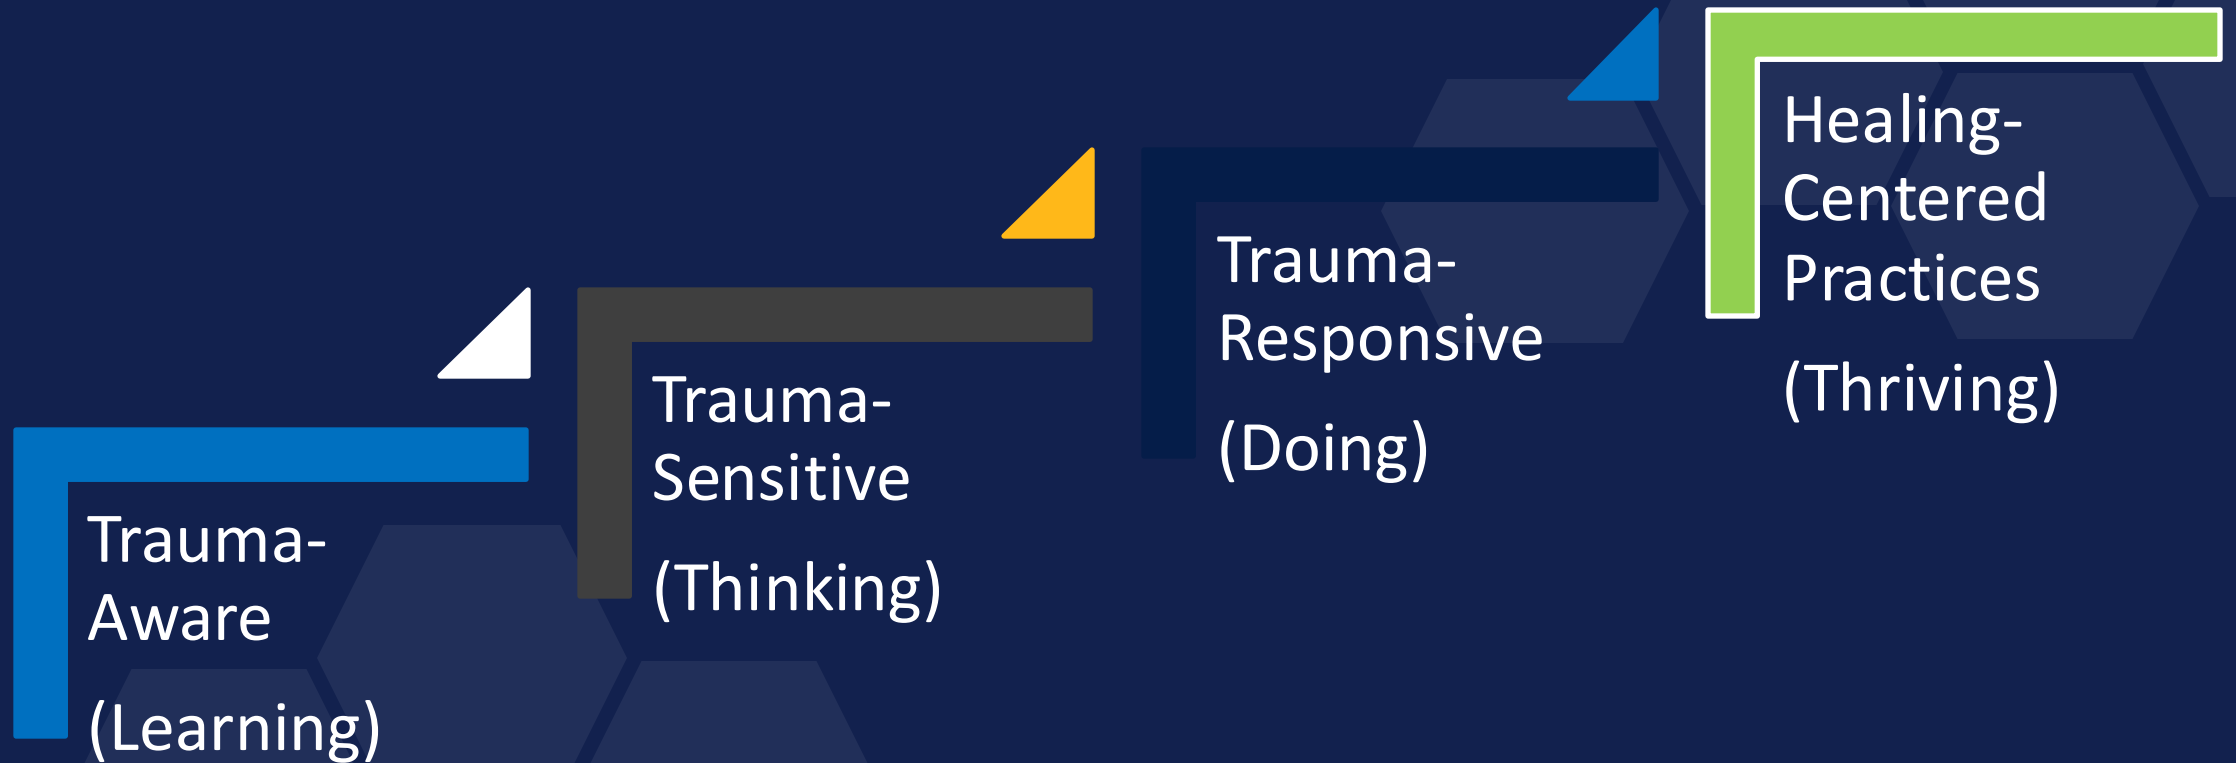 Trauma-
Aware
(Learning)
Trauma-
Sensitive
(Thinking)
Trauma-
Responsive
(Doing)
Healing-
Centered
Practices
(Thriving)